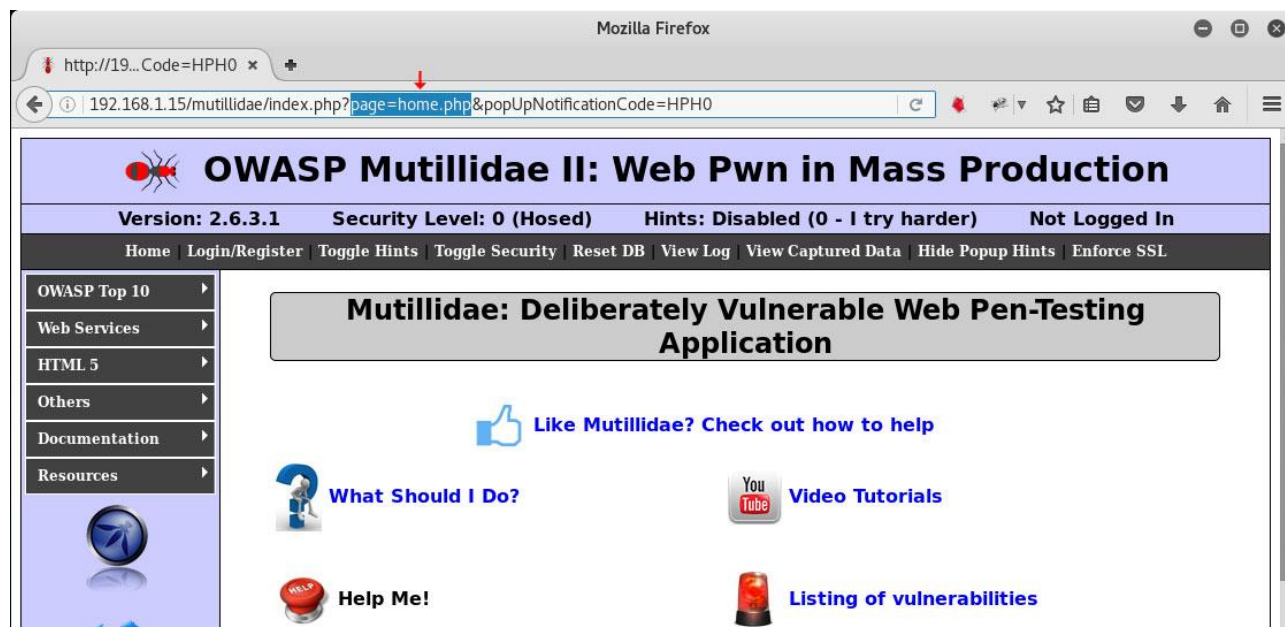 Mozilla Firefox
http://19...Code=HPH0
192.168.1.15/mutillidae/index.php?page=home.php&popUpNotificationCode=HPH0
OWASP Mutillidae II: Web Pwn in Mass Production
Version: 2.6.3.1 Security Level: 0 (Hosed) Hints: Disabled (0 - I try harder) Not Logged In
Home | Login/Register | Toggle Hints | Toggle Security | Reset DB | View Log | View Captured Data | Hide Popup Hints | Enforce SSL
OWASP Top 10
Web Services
HTML 5
Others
Documentation
Resources
Mutillidae: Deliberately Vulnerable Web Pen-Testing
Application
Like Mutillidae? Check out how to help
What Should I Do?
You Tube
Video Tutorials
HELP
Help Me!
Listing of vulnerabilities